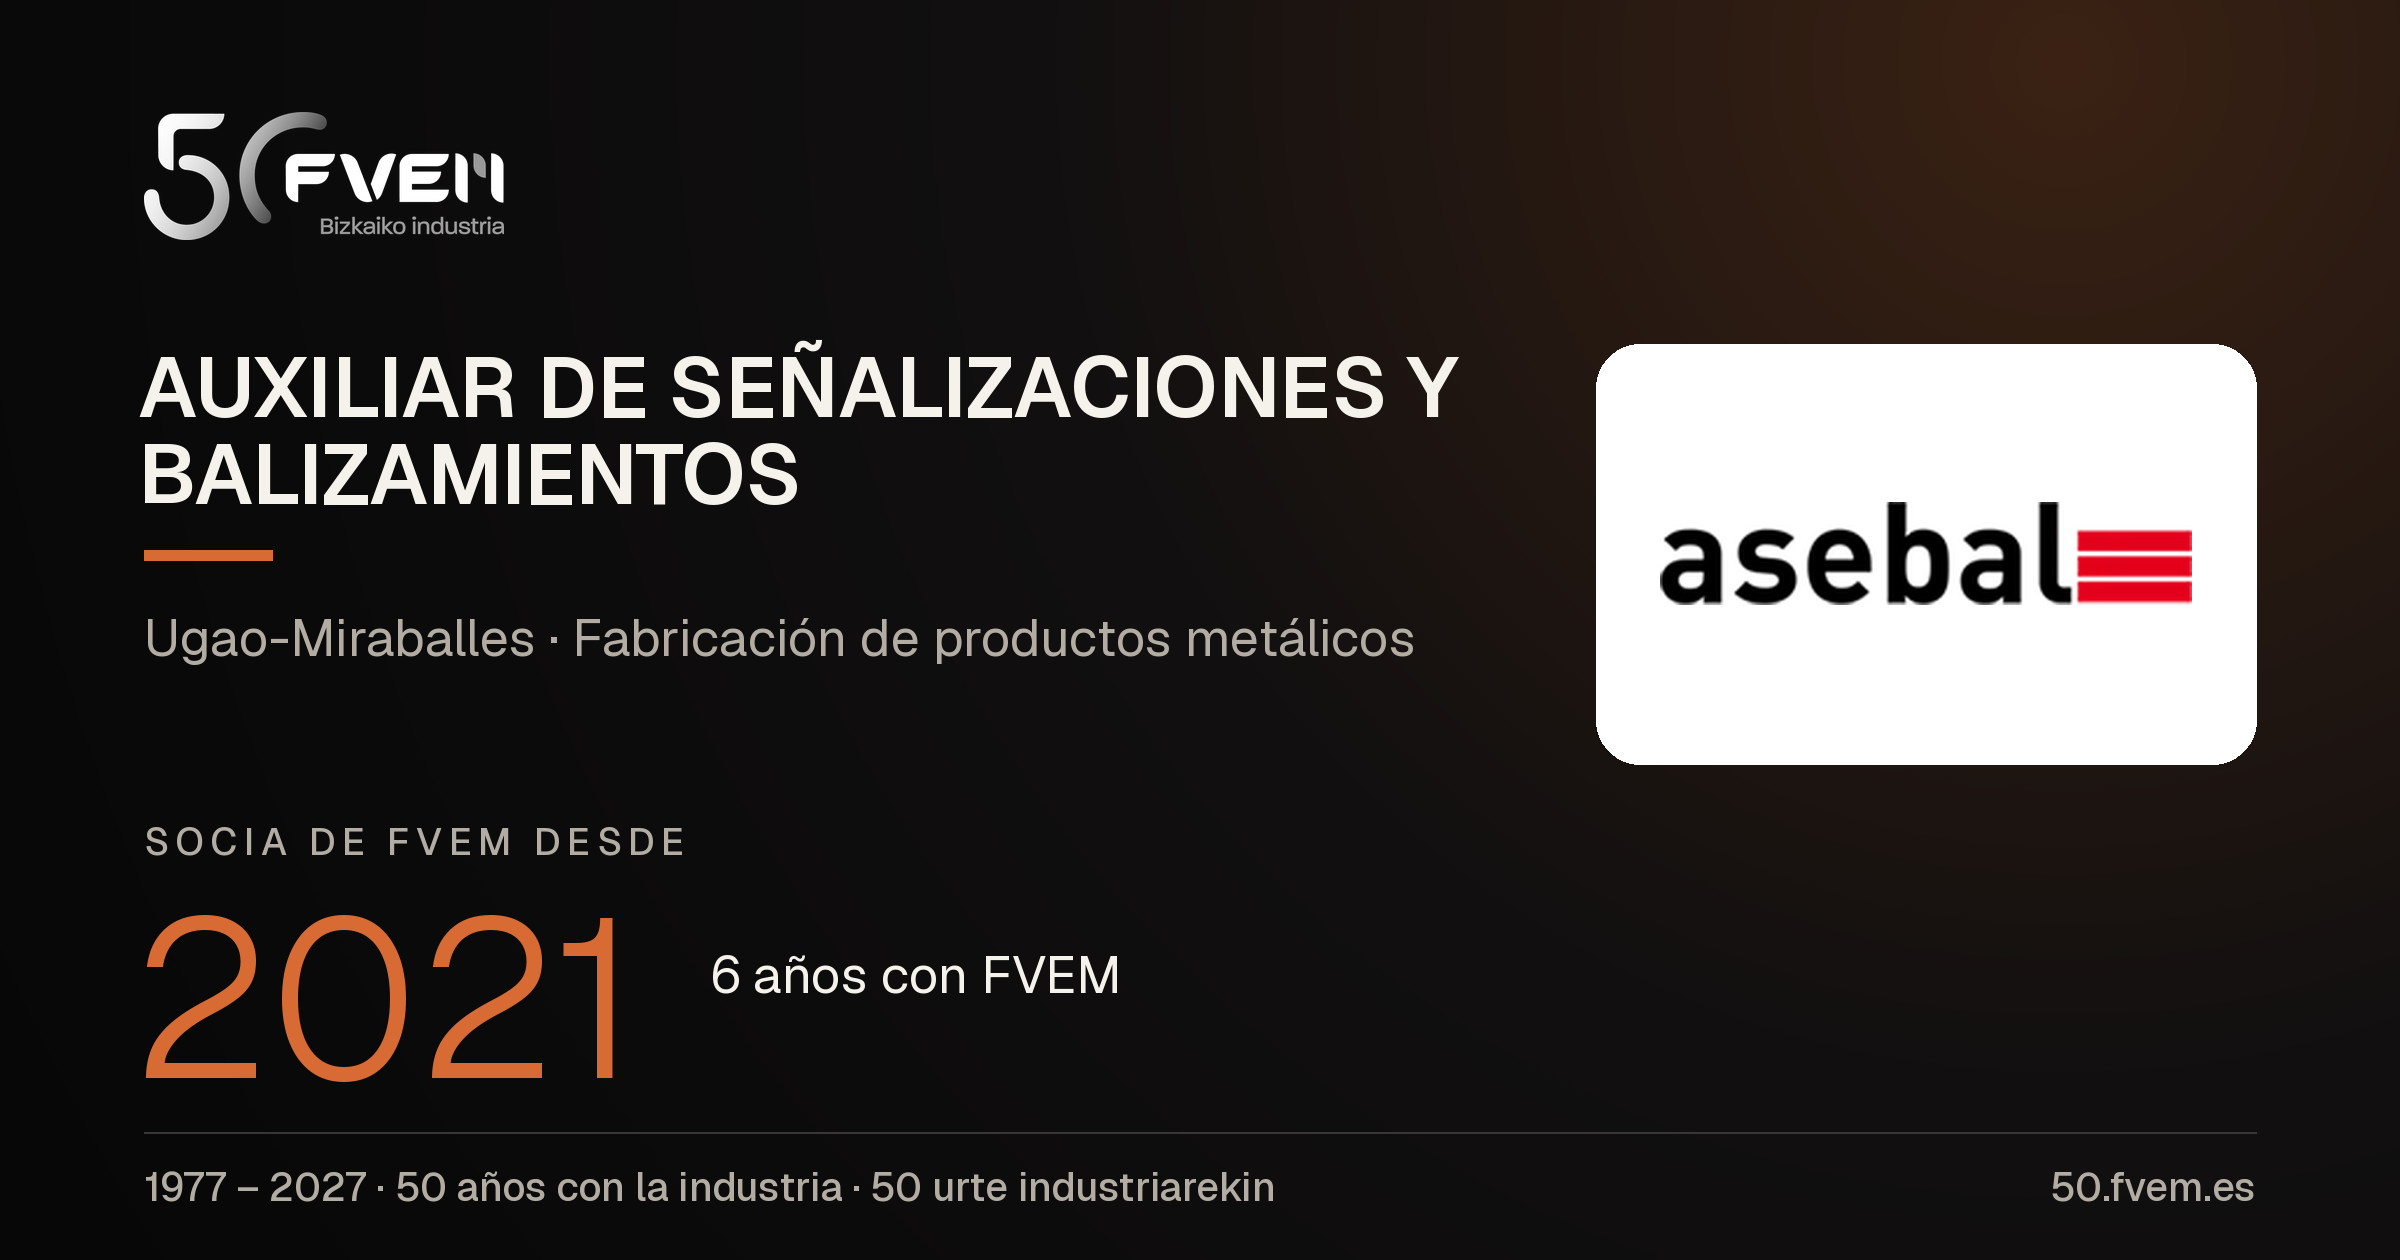 50 FVEM
Bizkaiko industria
AUXILIAR DE SEÑALIZACIONES Y
BALIZAMIENTOS
asebal
Ugao-Miraballes · Fabricación de productos metálicos
SOCIA DE FVEM DESDE
2021
6 años con FVEM
1977 – 2027 · 50 años con la industria · 50 urte industriarekin
50.fvem.es